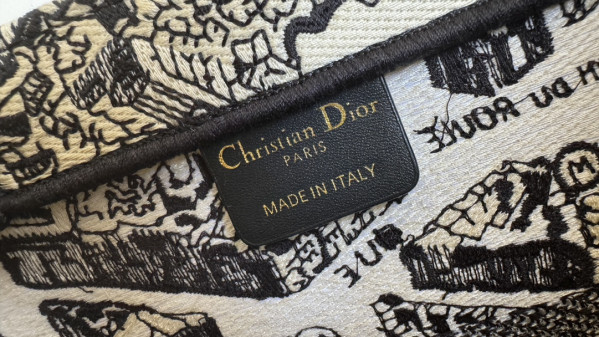 Christian Dior
PARIS
MADE IN ITALY
M